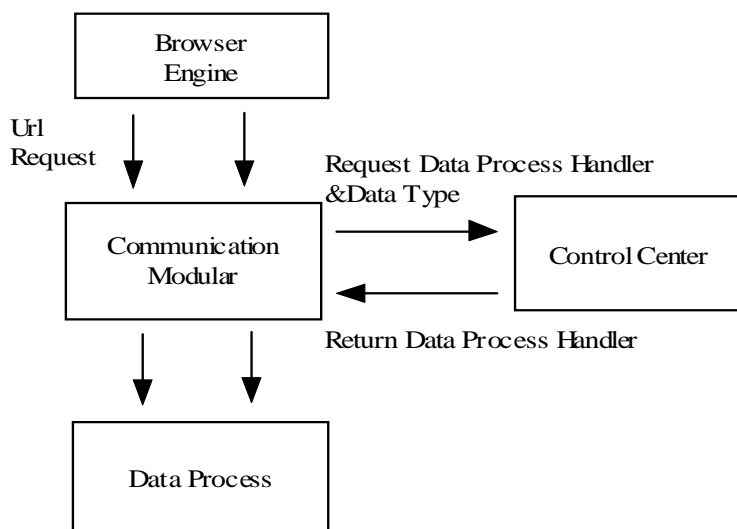 Browser
Engine
Url
Request
Request Data Process Handler
&Data Type
Communication
Modular
Control Center
Return Data Process Handler
Data Process